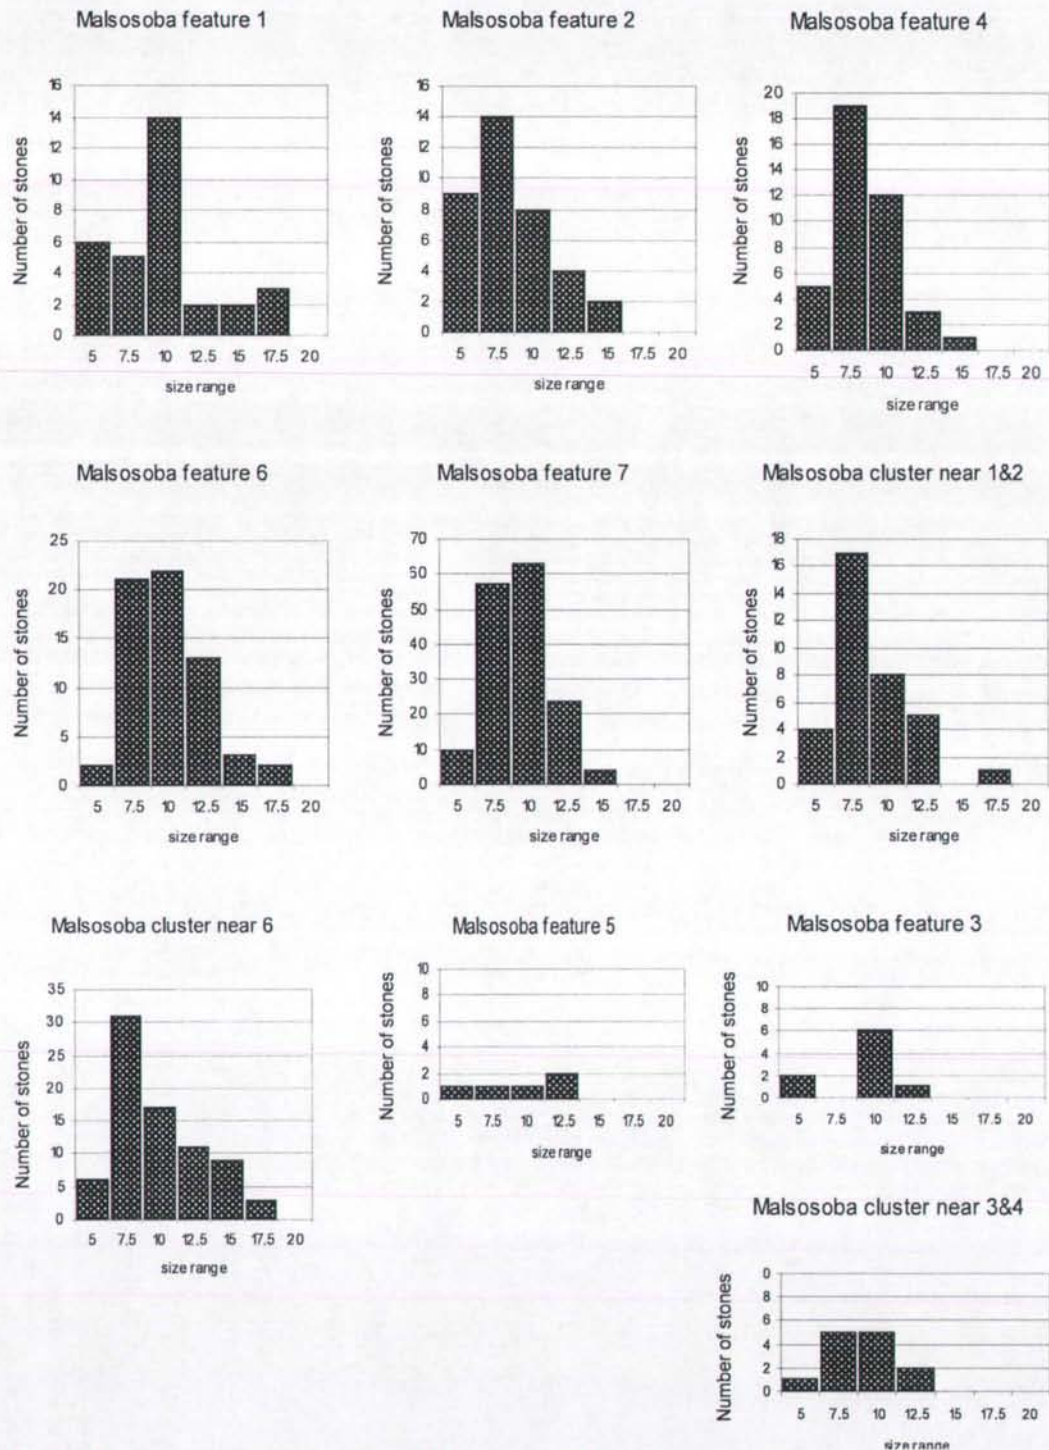 Malsosoba feature 1
Number of stones
16
14
12
10
8
6
4
2
0
5 7.5 10 12.5 15 17.5 20
size range
Malsosoba feature 2
Number of stones
16
14
12
10
8
6
4
2
0
5 7.5 10 12.5 15 17.5 20
size range
Malsosoba feature 4
Number of stones
20
18
16
14
12
10
8
6
4
2
0
5 7.5 10 12.5 15 17.5 20
size range
Malsosoba feature 6
Number of stones
25
20
15
10
5
0
5 7.5 10 12.5 15 17.5 20
size range
Malsosoba feature 7
Number of stones
70
60
50
40
30
20
10
0
5 7.5 10 12.5 15 17.5 20
size range
Malsosoba cluster near 1&2
Number of stones
18
16
14
12
10
8
6
4
2
0
5 7.5 10 12.5 15 17.5 20
size range
Malsosoba cluster near 6
Number of stones
35
30
25
20
15
10
5
0
5 7.5 10 12.5 15 17.5 20
size range
Malsosoba feature 5
Number of stones
10
8
6
4
2
0
5 7.5 10 12.5 15 17.5 20
size range
Malsosoba feature 3
Number of stones
10
8
6
4
2
0
5 7.5 10 12.5 15 17.5 20
size range
Malsosoba cluster near 3&4
Number of stones
0
8
6
4
2
0
5 7.5 10 12.5 15 17.5 20
size range